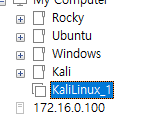 My Computer
Rocky
Ubuntu
Windows
Kali
KaliLinux_1
172.16.0.100